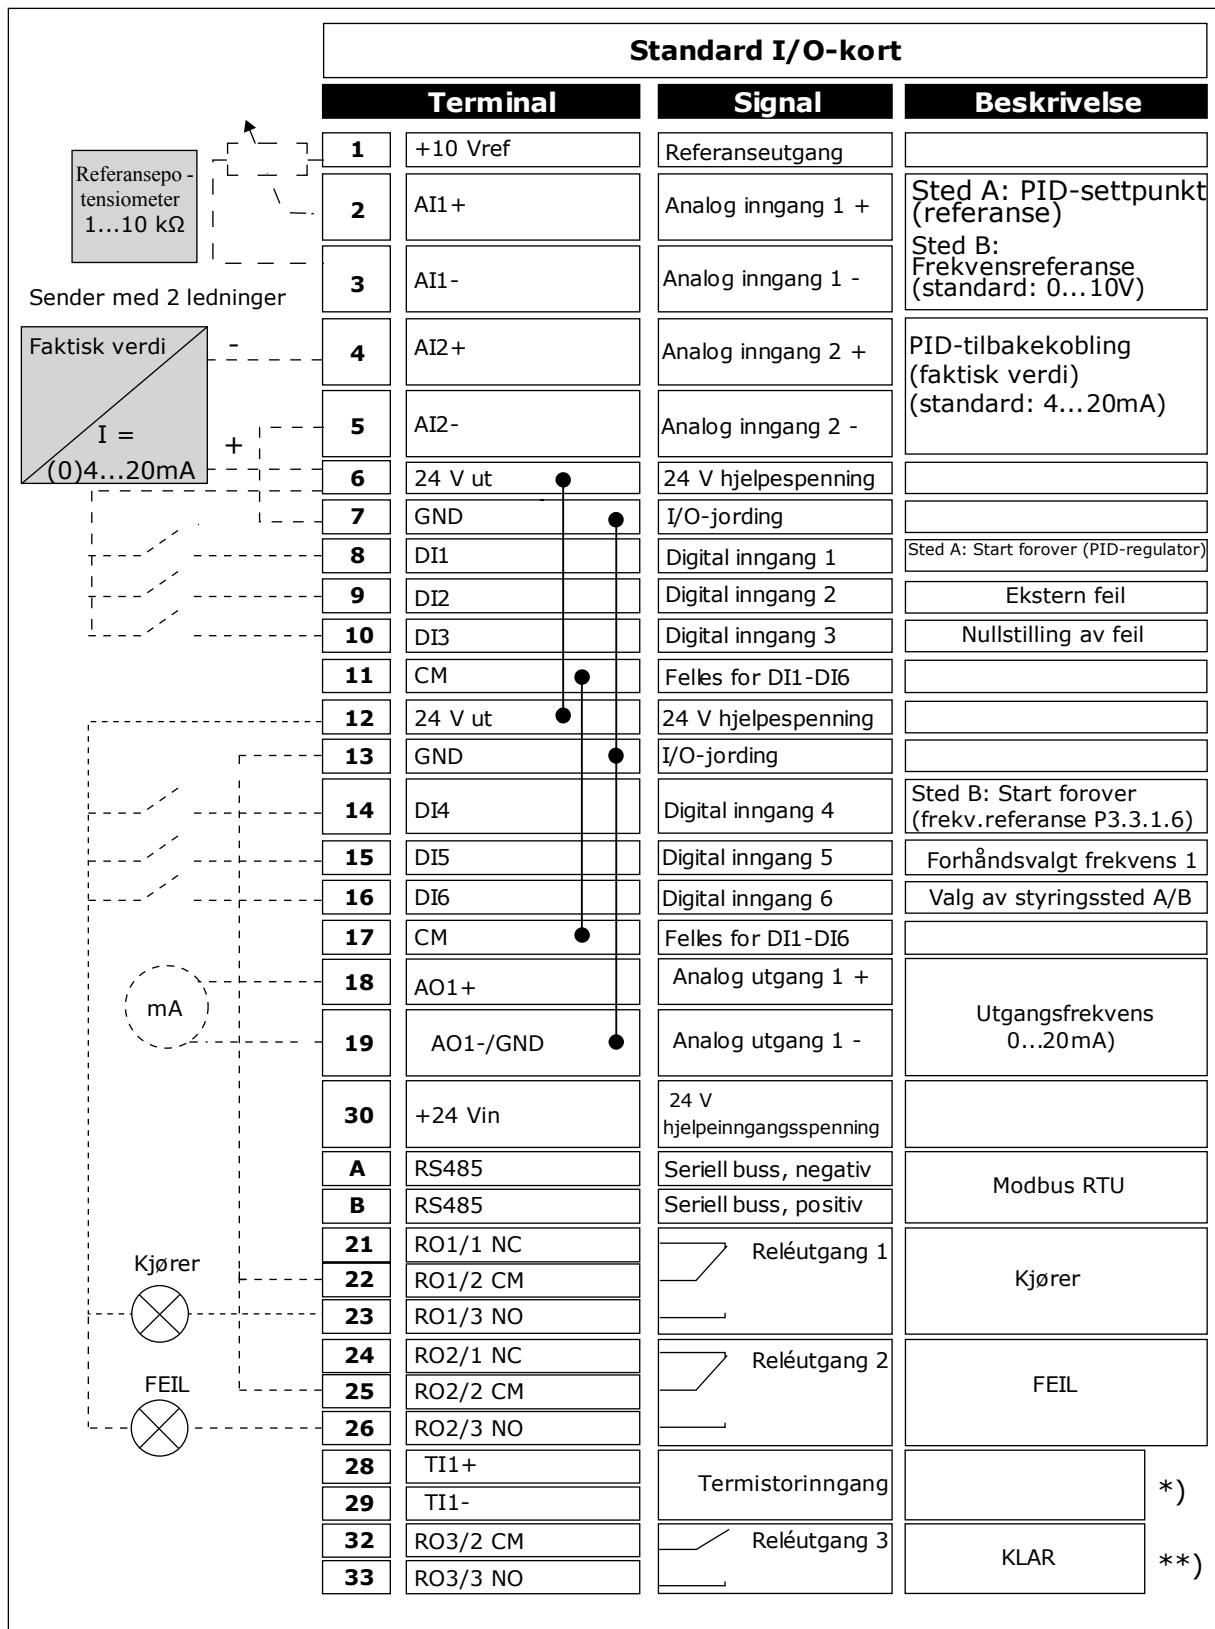 Standard I/O-kort
Terminal Signal Beskrivelse
Referansepo -
tensiometer
1...10 kΩ
1 +10 Vref Referanseutgang
2 AI1+ Analog inngang 1 +
3 AI1- Analog inngang 1 -
Sted A: PID-settpunkt
(referanse)
Sted B:
Frekvensreferanse
(standard: 0...10V)
Sender med 2 ledninger
Faktisk verdi
-
I =
+
(0)4...20mA
4 AI2+ Analog inngang 2 +
5 AI2- Analog inngang 2 -
PID-tilbakekobling
(faktisk verdi)
(standard: 4...20mA)
6 24 V ut 24 V hjelpespenning
7 GND I/O-jording
8 DI1 Digital inngang 1 Sted A: Start forover (PID-regulator)
9 DI2 Digital inngang 2 Ekstern feil
10 DI3 Digital inngang 3 Nullstilling av feil
11 CM Felles for DI1-DI6
12 24 V ut 24 V hjelpespenning
13 GND I/O-jording
14 DI4 Digital inngang 4
Sted B: Start forover
(frekv.referanse P3.3.1.6)
15 DI5 Digital inngang 5 Forhåndsvalgt frekvens 1
16 DI6 Digital inngang 6 Valg av styringssted A/B
17 CM Felles for DI1-DI6
mA
18 AO1+ Analog utgang 1 +
19 AO1-/GND Analog utgang 1 -
Utgangsfrekvens
0...20mA)
30 +24 Vin
24 V
hjelpeinngangsspenning
A RS485 Seriell buss, negativ
B RS485 Seriell buss, positiv
Modbus RTU
Kjører
21 RO1/1 NC Reléutgang 1
22 RO1/2 CM Kjører
23 RO1/3 NO
FEIL
24 RO2/1 NC Reléutgang 2
25 RO2/2 CM FEIL
26 RO2/3 NO
28 TI1+
29 TI1-
Termistorinngang *)
32 RO3/2 CM Reléutgang 3
33 RO3/3 NO
KLAR **)